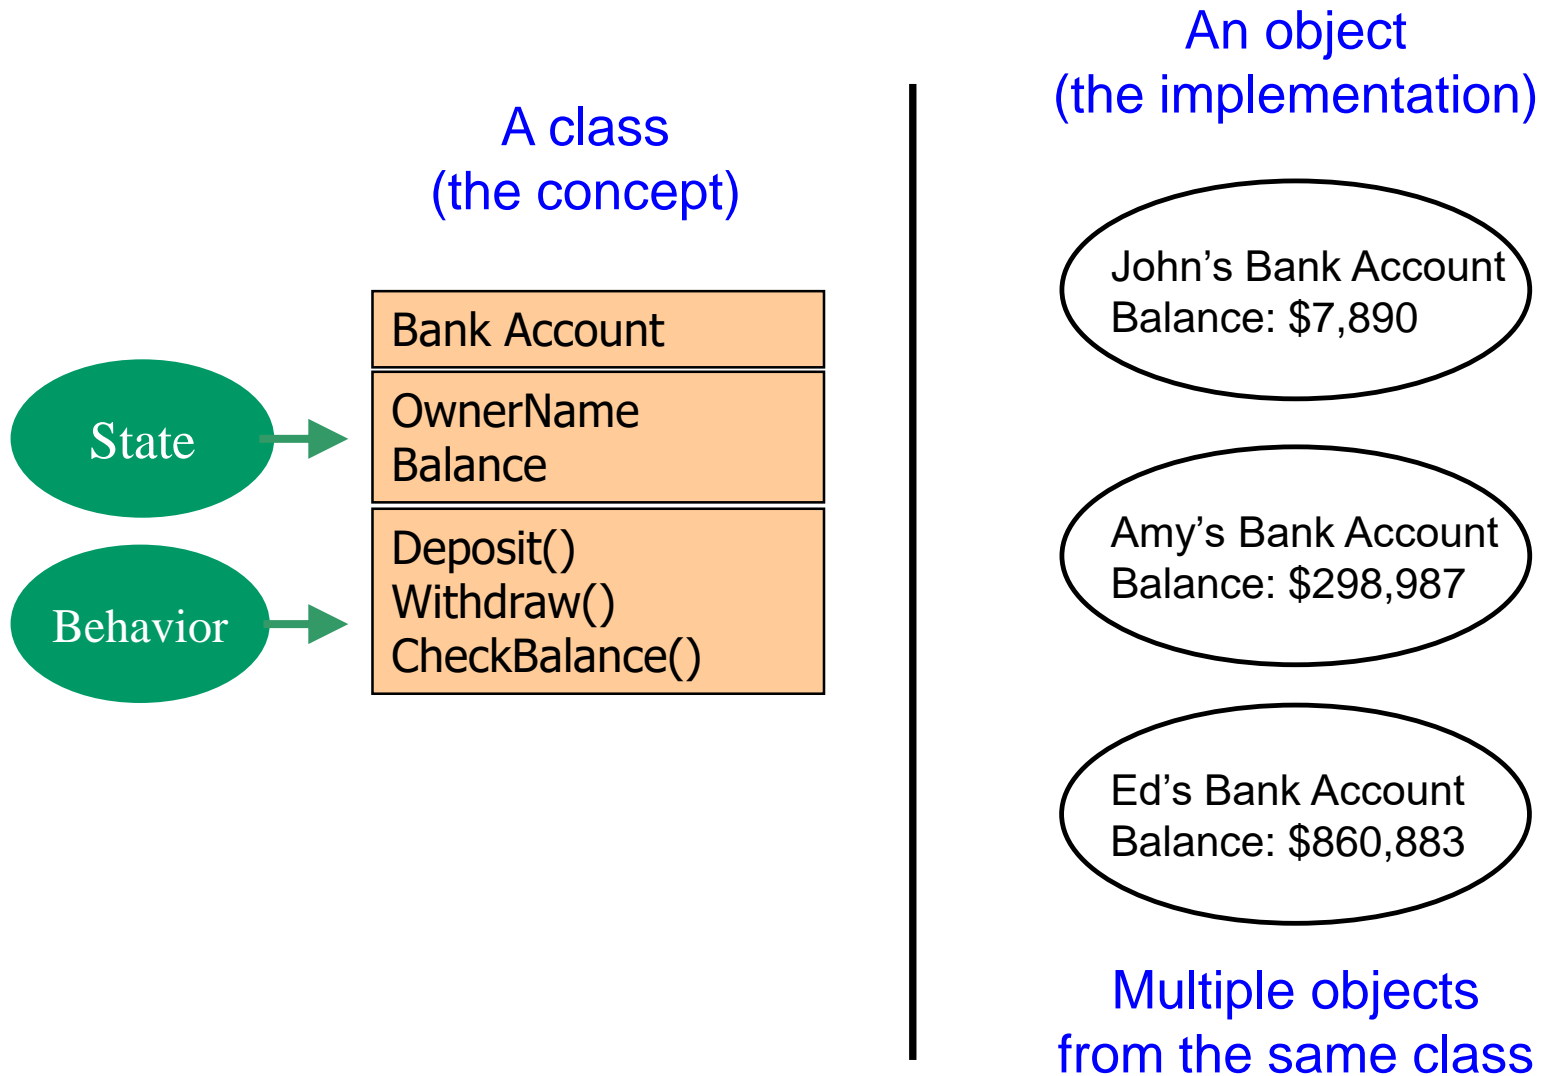 A class
(the concept)
State
Behavior
Bank Account
OwnerName
Balance
Deposit()
Withdraw()
CheckBalance()
An object
(the implementation)
John’s Bank Account
Balance: $7,890
Amy’s Bank Account
Balance: $298,987
Ed’s Bank Account
Balance: $860,883
Multiple objects
from the same class